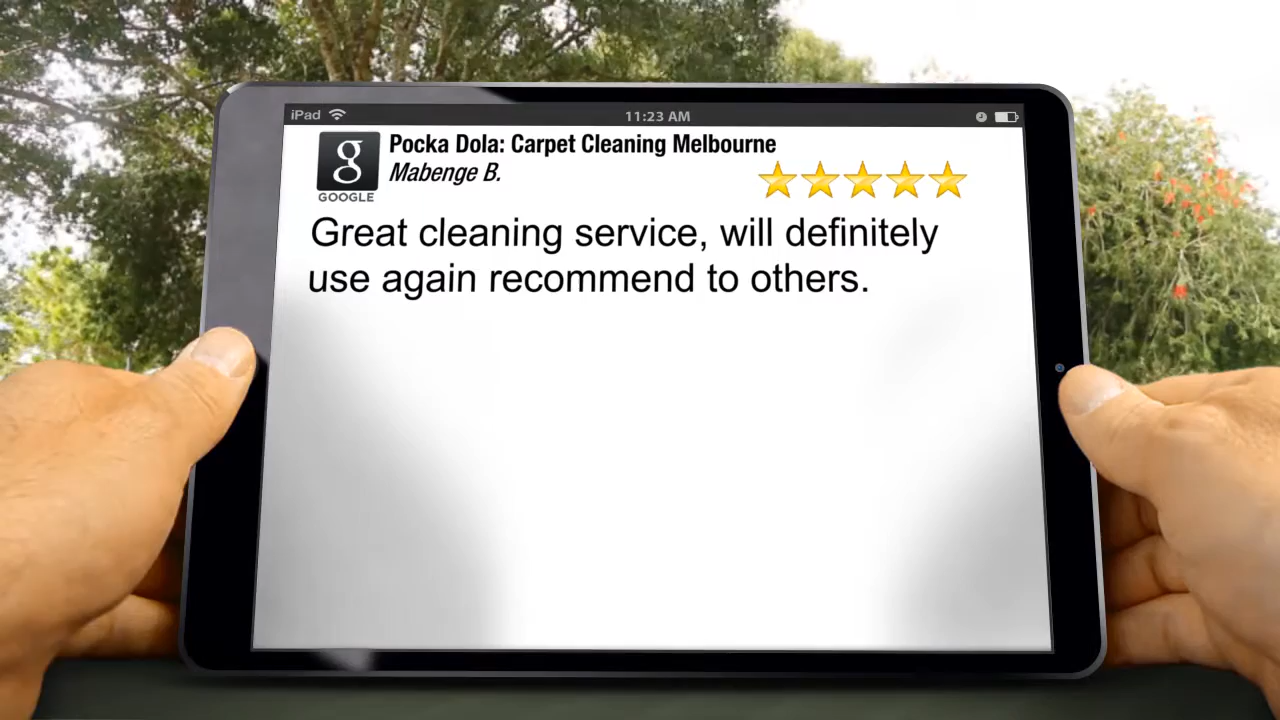 iPad 11:23 AM
g
GOOGLE
Pocka Dola: Carpet Cleaning Melbourne
Mabenge B.
Great cleaning service, will definitely
use again recommend to others.